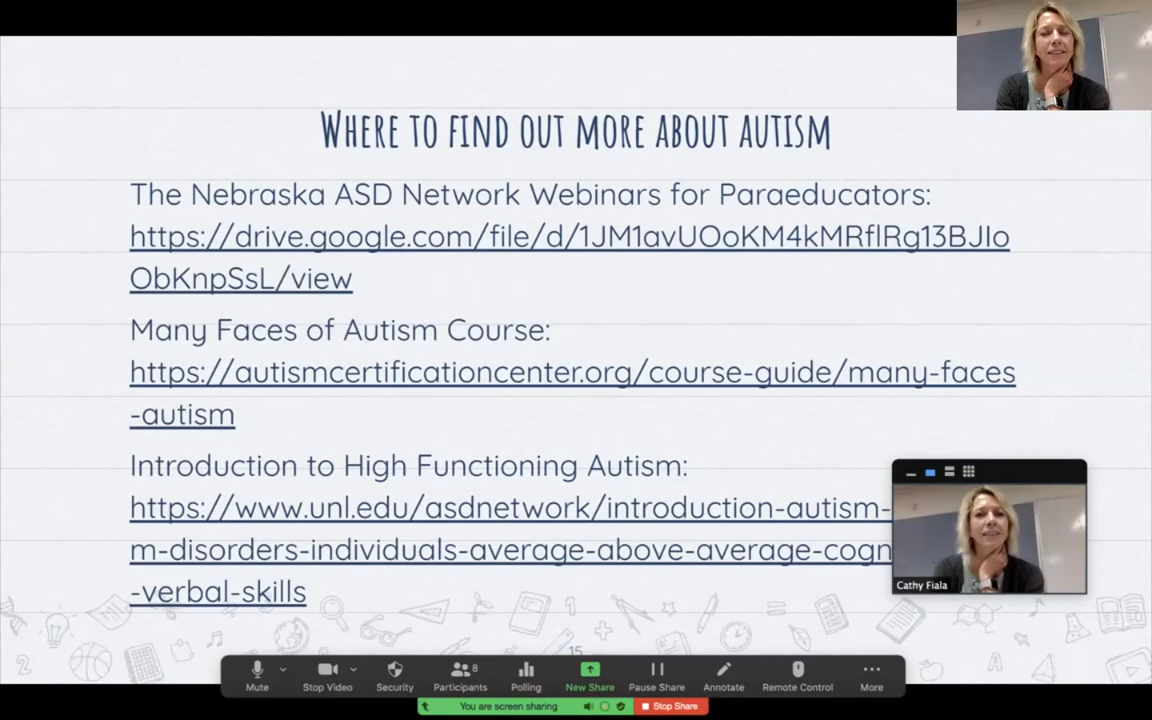 Where to find out more about autism
The Nebraska ASD Network Webinars for Paraeducators:
https://drive.google.com/file/d/1JM1avUOoKM4kMRflRg13BJIo
ObKnpSsL/view
Many Faces of Autism Course:
https://autismcertificationcenter.org/course-guide/many-faces
-autism
Introduction to High Functioning Autism:
https://www.unl.edu/asdnetwork/introduction-autism-
m-disorders-individuals-average-above-average-cogn
-verbal-skills
Cathy Fiala
15
8
Mute
Stop Video
Security
Participants
Polling
New Share
Pause Share
Annotate
Remote Control
More
You are screen sharing
Stop Share